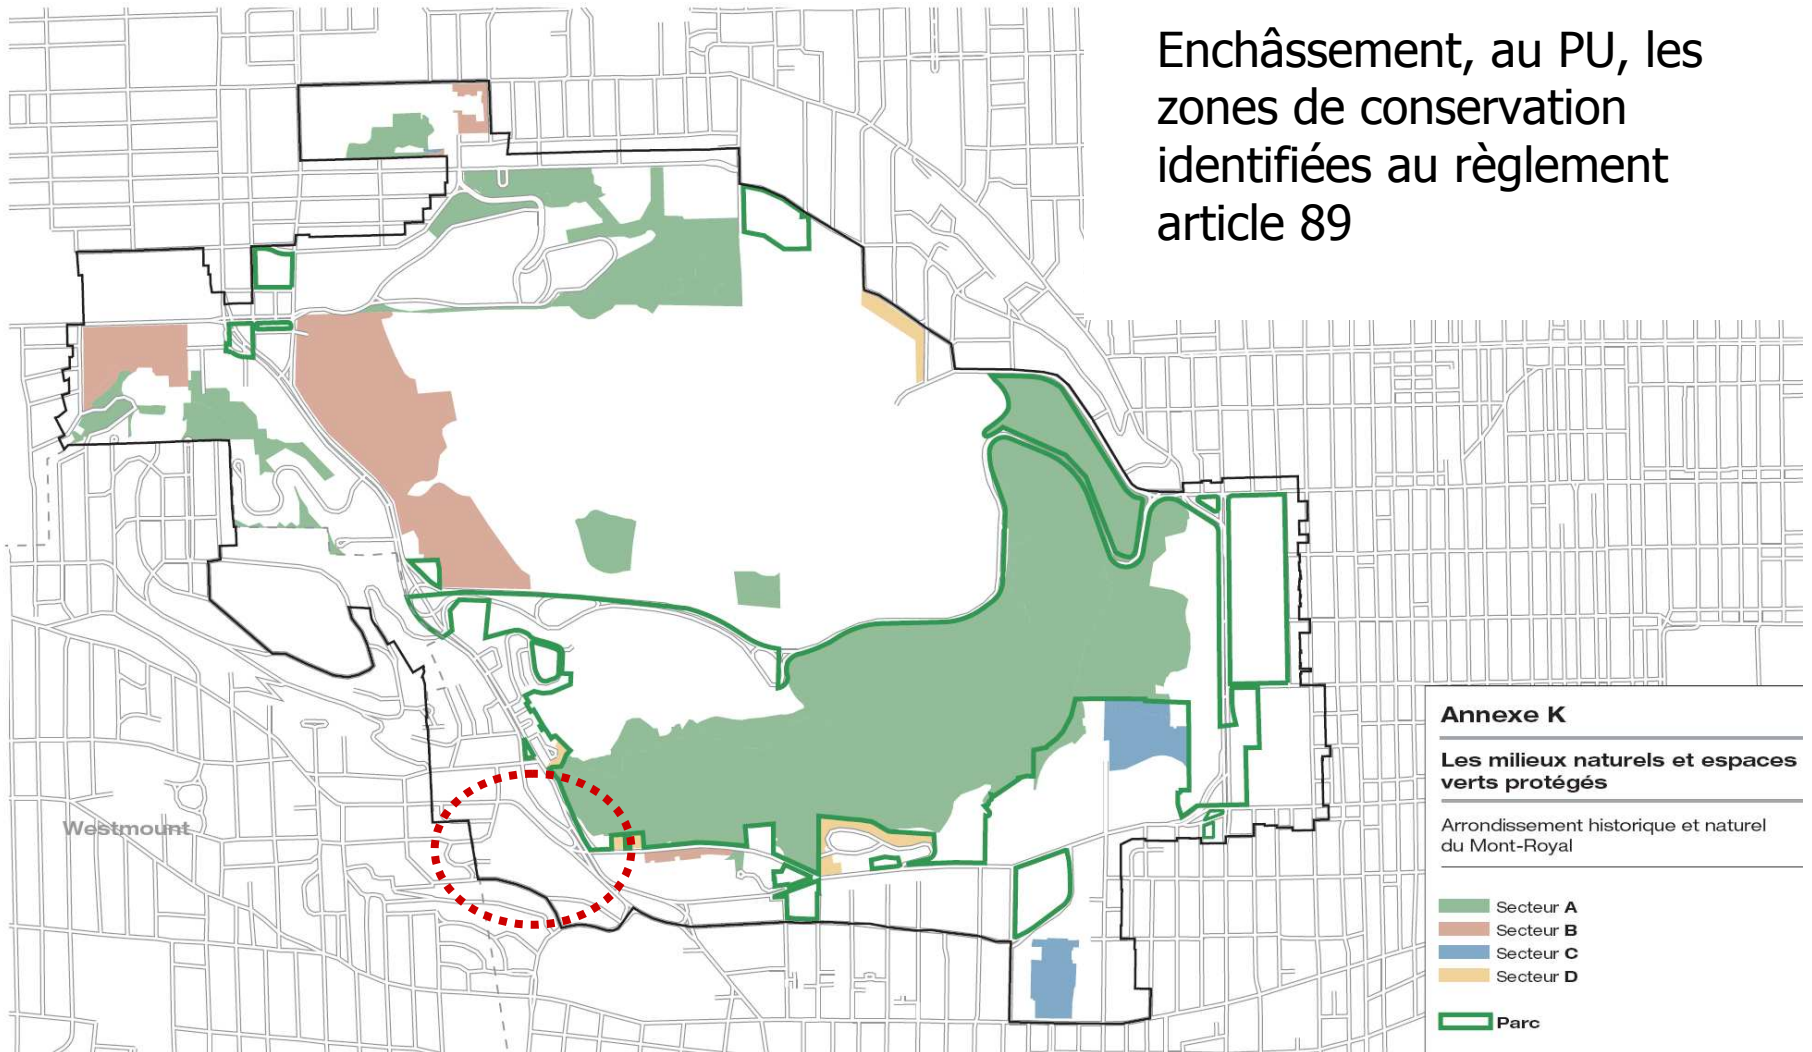 Enchâssement, au PU, les
zones de conservation
identifiées au règlement
article 89
Westmount
Annexe K
Les milieux naturels et espaces
verts protégés
Arrondissement historique et naturel
du Mont-Royal
Secteur A
Secteur B
Secteur C
Secteur D
Parc